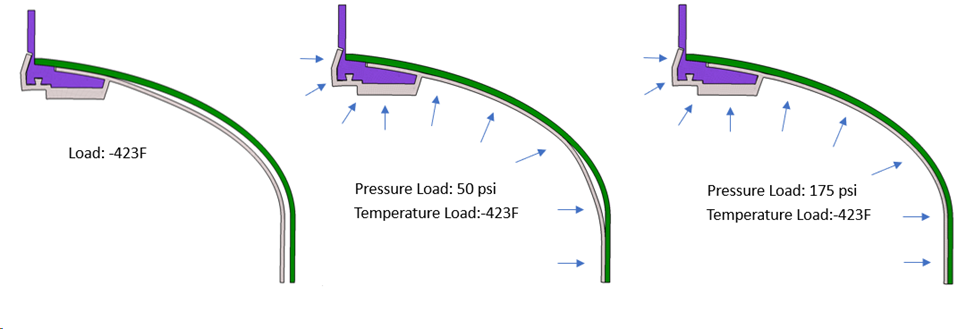 Load: -423F
Pressure Load: 50 psi
Temperature Load:-423F
Pressure Load: 175 psi
Temperature Load:-423F